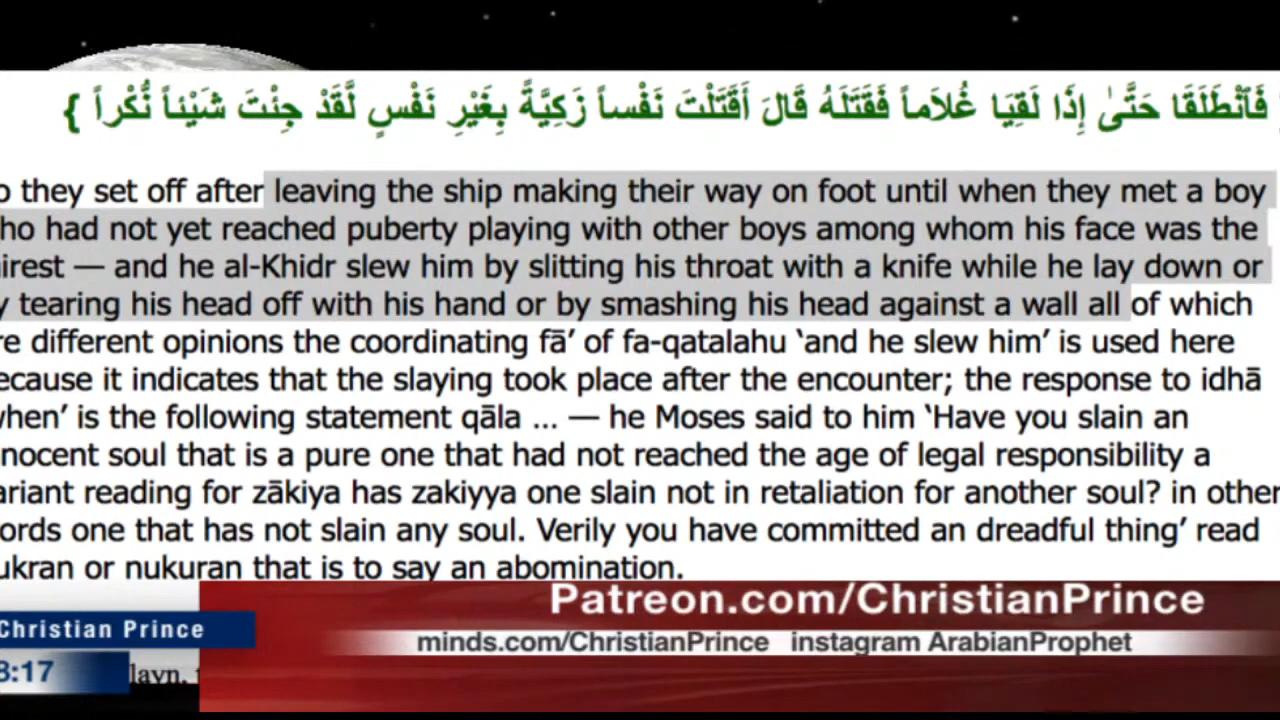 فَٱنْطَلَقَا حَتَّىٰ إِذَا لَقِيَا غُلاَماً فَقَتَلَهُ قَالَ أَقَتَلْتَ نَفْساً زَكِيَّةً بِغَيْرِ نَفْسٍ لَّقَدْ جِئْتَ شَيْئاً نُّكْراً }
o they set off after leaving the ship making their way on foot until when they met a boy
ho had not yet reached puberty playing with other boys among whom his face was the
irest — and he al-Khidr slew him by slitting his throat with a knife while he lay down or
y tearing his head off with his hand or by smashing his head against a wall all of which
re different opinions the coordinating fā’ of fa-qatalahu ‘and he slew him’ is used here
ecause it indicates that the slaying took place after the encounter; the response to idhā
when’ is the following statement qāla ... — he Moses said to him ‘Have you slain an
nnocent soul that is a pure one that had not reached the age of legal responsibility a
ariant reading for zākiya has zakiyya one slain not in retaliation for another soul? in other
ords one that has not slain any soul. Verily you have committed an dreadful thing’ read
ukran or nukuran that is to say an abomination.
Patreon.com/ChristianPrince
Christian Prince
minds.com/ChristianPrince instagram ArabianProphet
8:17